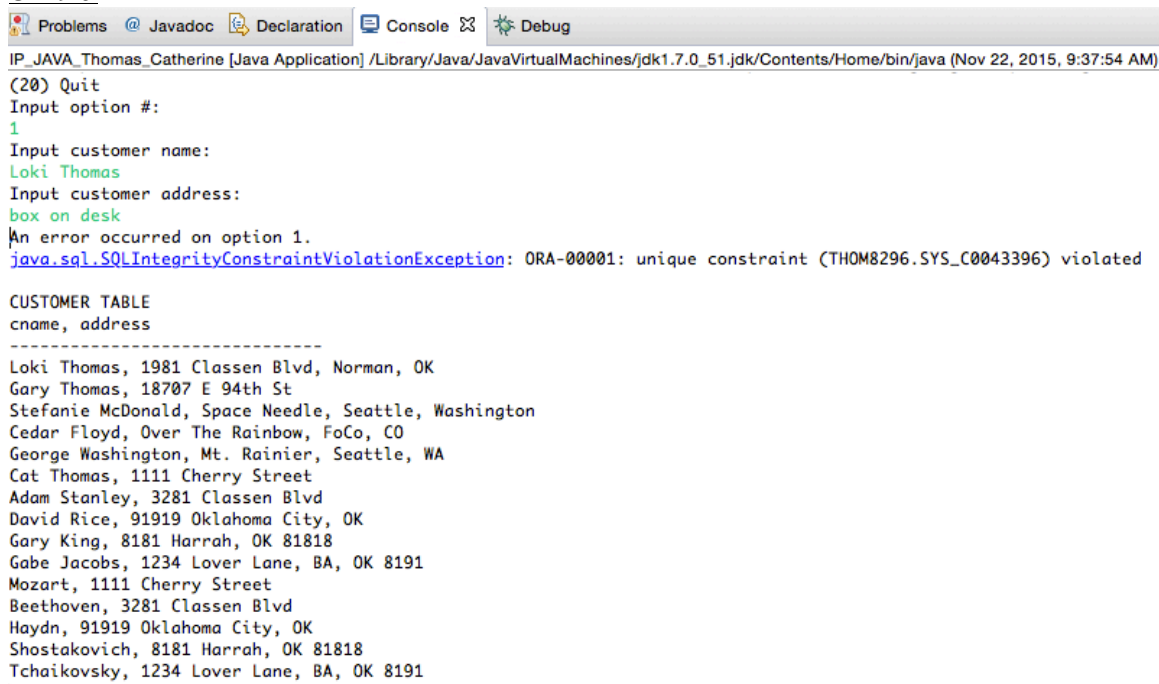 Problems @ Javadoc Declaration Console Debug
IP_JAVA_Thomas_Catherine [Java Application] /Library/Java/JavaVirtualMachines/jdk1.7.0_51.jdk/Contents/Home/bin/java (Nov 22, 2015, 9:37:54 AM)
(20) Quit
Input option #:
1
Input customer name:
Loki Thomas
Input customer address:
box on desk
An error occurred on option 1.
java.sql.SQLIntegrityConstraintViolationException: ORA-00001: unique constraint (THOM8296.SYS_C0043396) violated
CUSTOMER TABLE
cname, address
-------------------------------
Loki Thomas, 1981 Classen Blvd, Norman, OK
Gary Thomas, 18707 E 94th St
Stefanie McDonald, Space Needle, Seattle, Washington
Cedar Floyd, Over The Rainbow, FoCo, CO
George Washington, Mt. Rainier, Seattle, WA
Cat Thomas, 1111 Cherry Street
Adam Stanley, 3281 Classen Blvd
David Rice, 91919 Oklahoma City, OK
Gary King, 8181 Harrah, OK 81818
Gabe Jacobs, 1234 Lover Lane, BA, OK 8191
Mozart, 1111 Cherry Street
Beethoven, 3281 Classen Blvd
Haydn, 91919 Oklahoma City, OK
Shostakovich, 8181 Harrah, OK 81818
Tchaikovsky, 1234 Lover Lane, BA, OK 8191